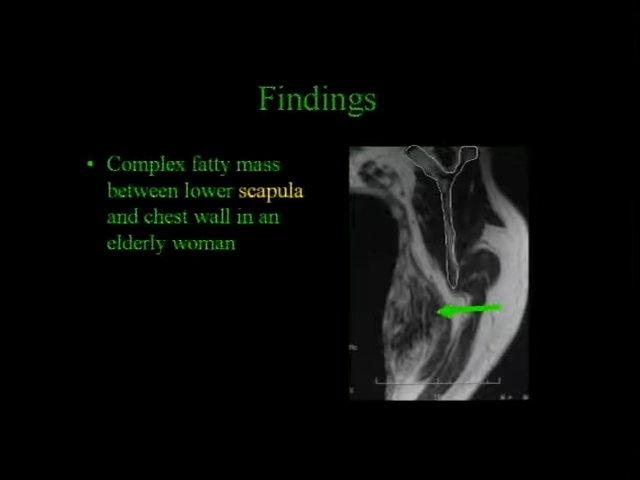 Findings
• Complex fatty mass
between lower scapula
and chest wall in an
elderly woman